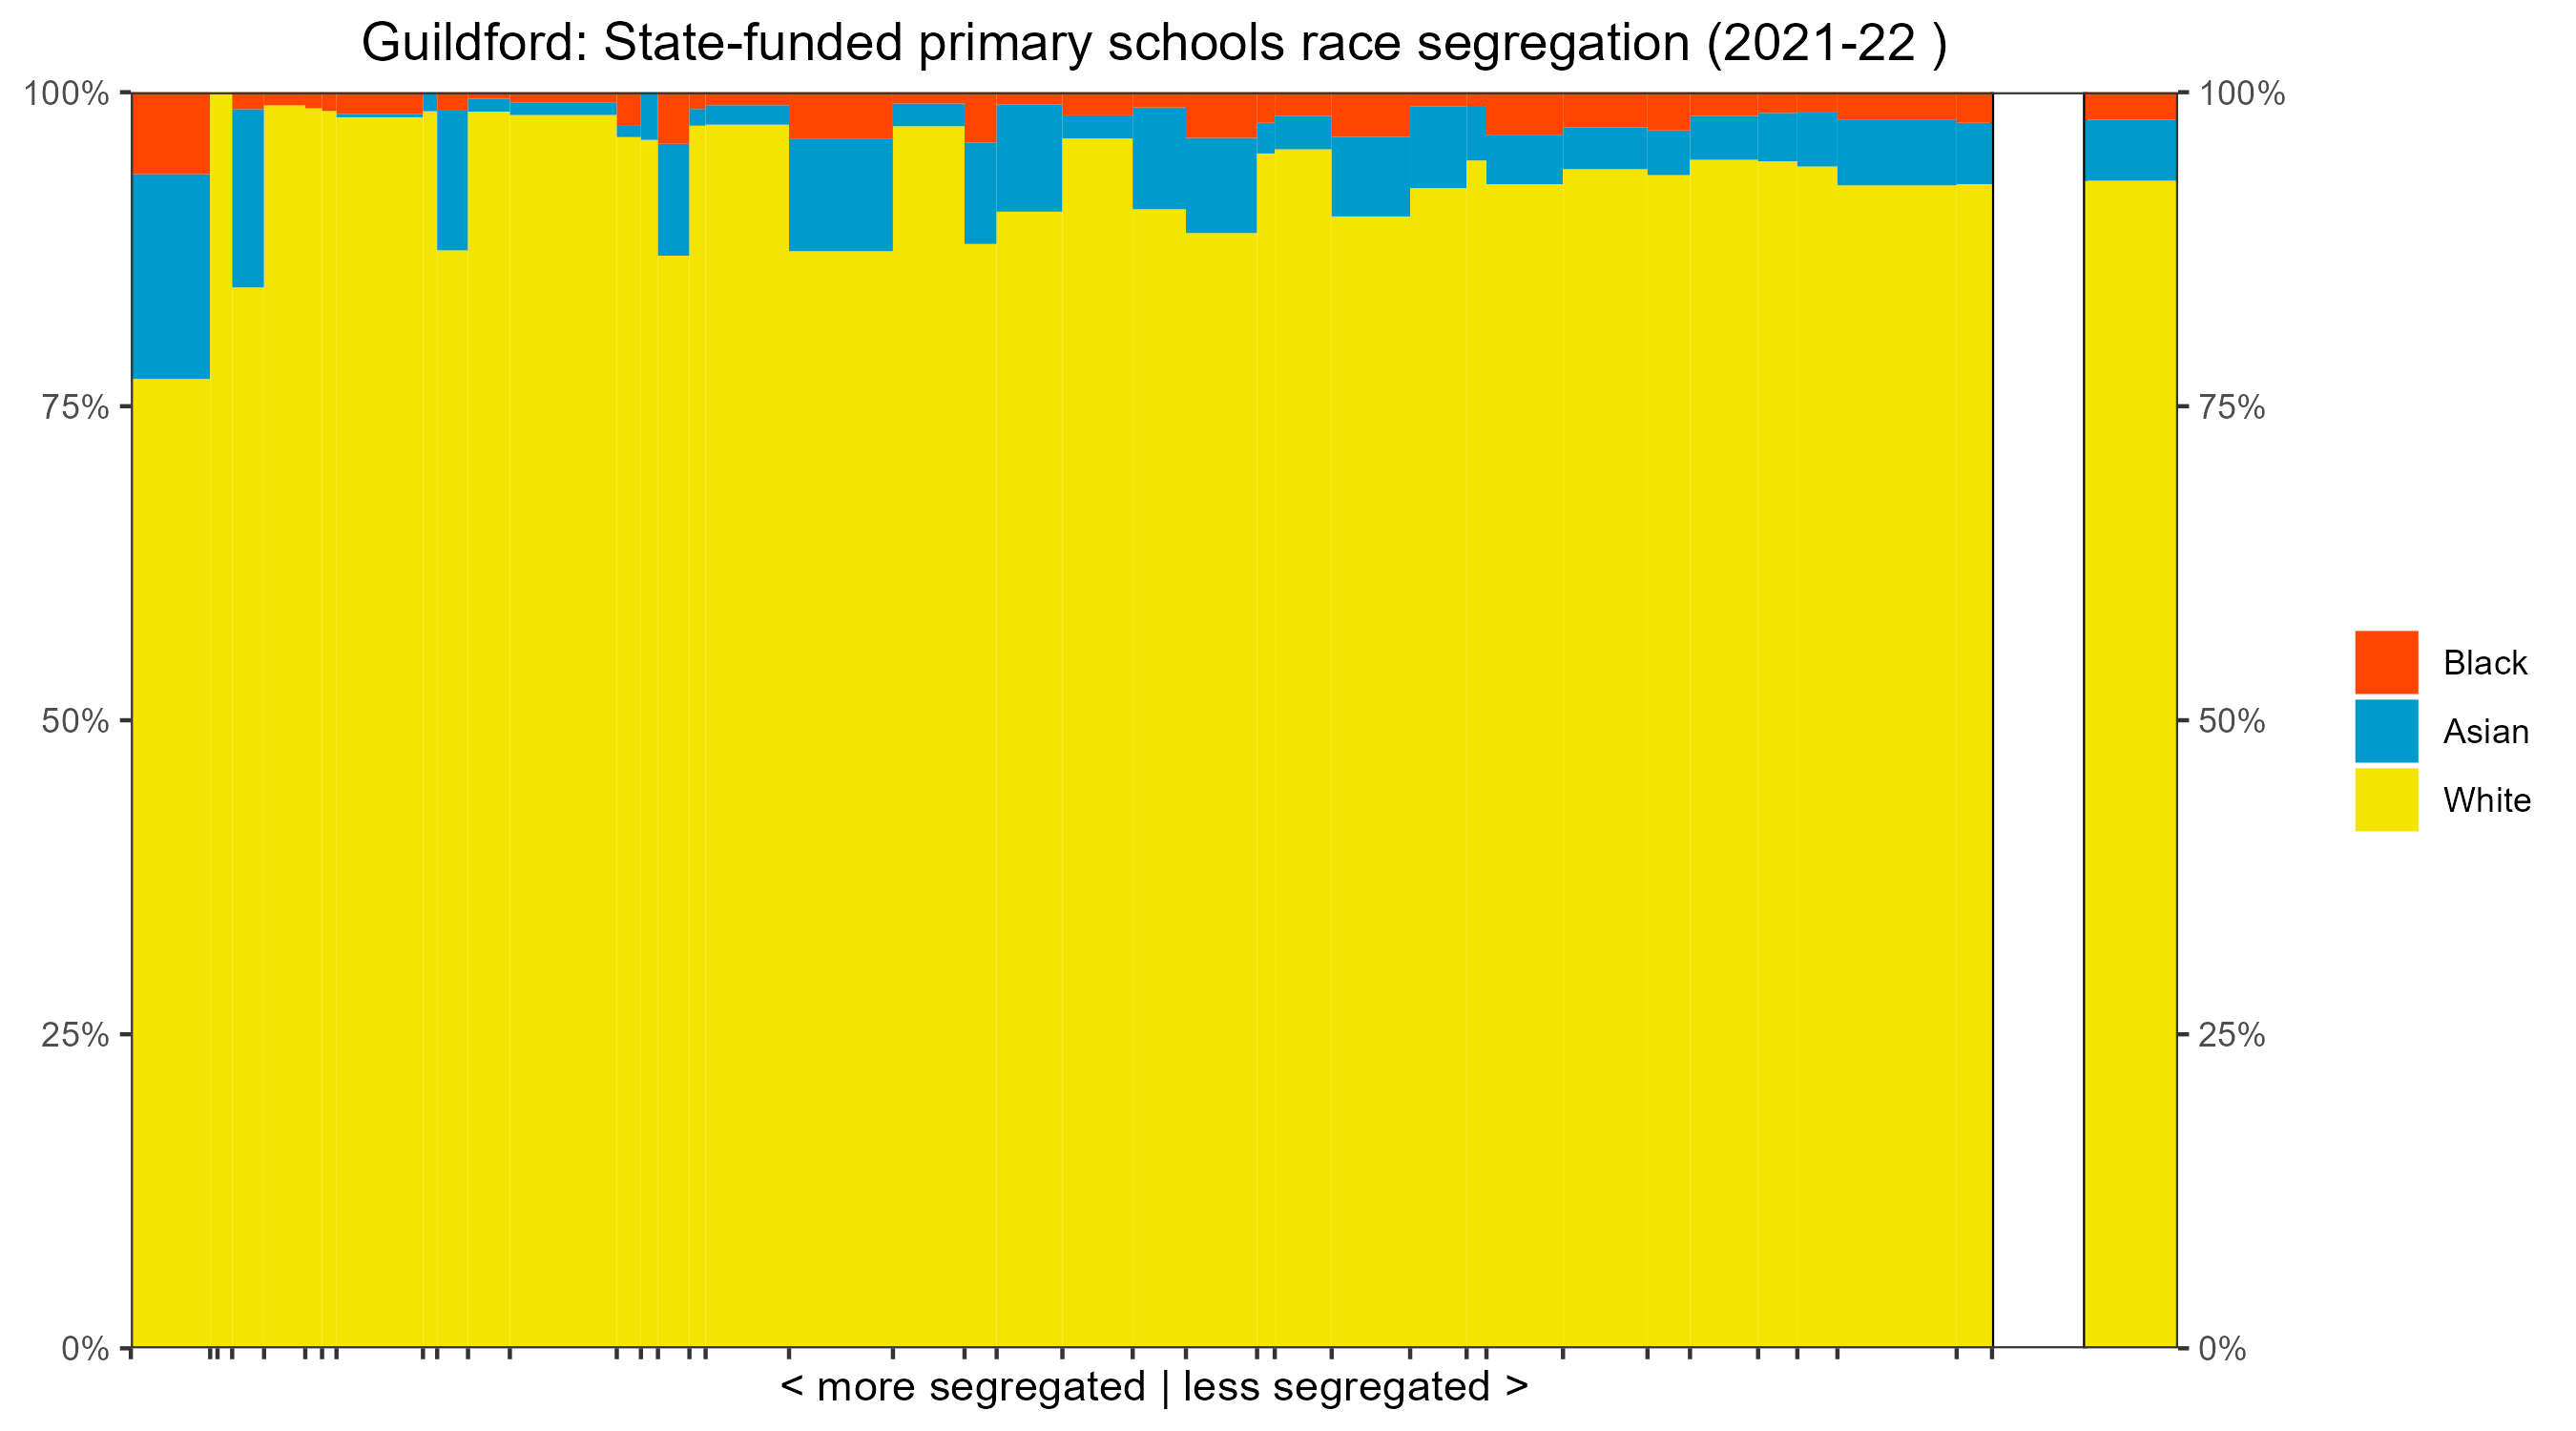 Guildford: State-funded primary schools race segregation (2021-22 )
100%
75%
50%
25%
0%
100%
75%
50%
25%
0%
Black
Asian
White
< more segregated | less segregated >